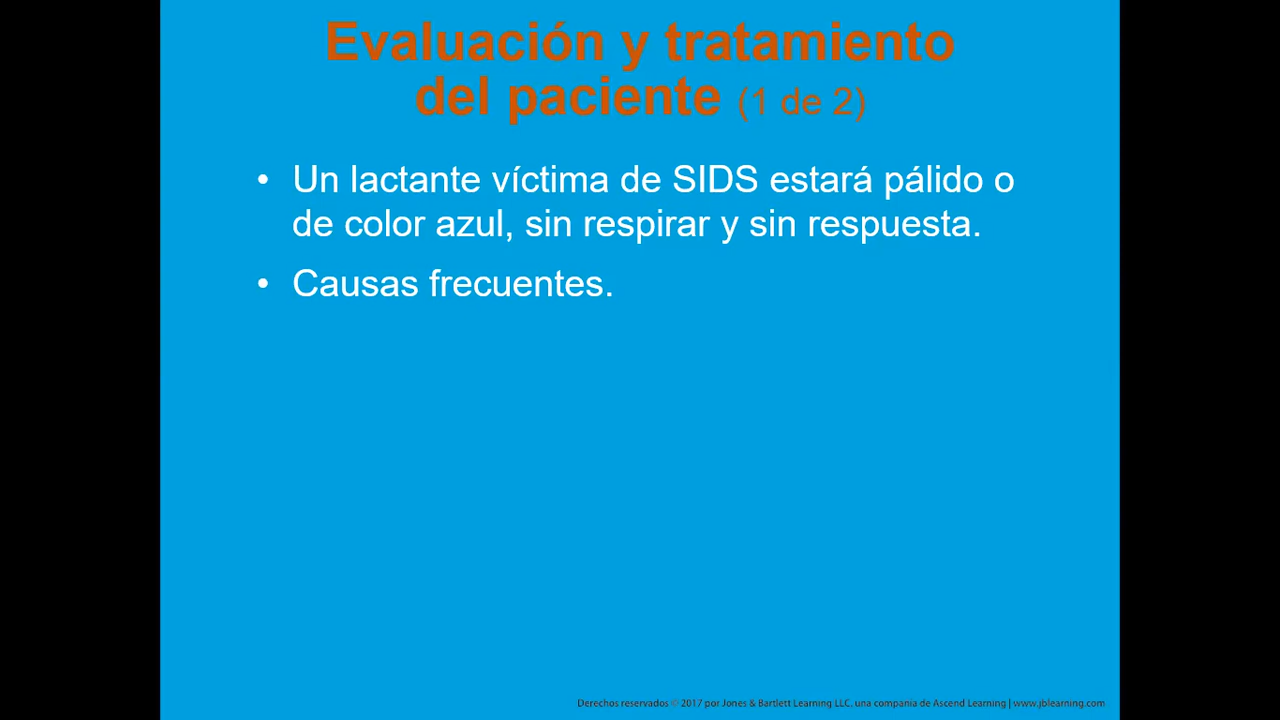 Evaluación y tratamiento
del paciente (1 de 2)
• Un lactante víctima de SIDS estará pálido o
de color azul, sin respirar y sin respuesta.
• Causas frecuentes.
Derechos reservados © 2017 por Jones & Bartlett Learning LLC, una compañía de Ascend Learning | www.jblearning.com